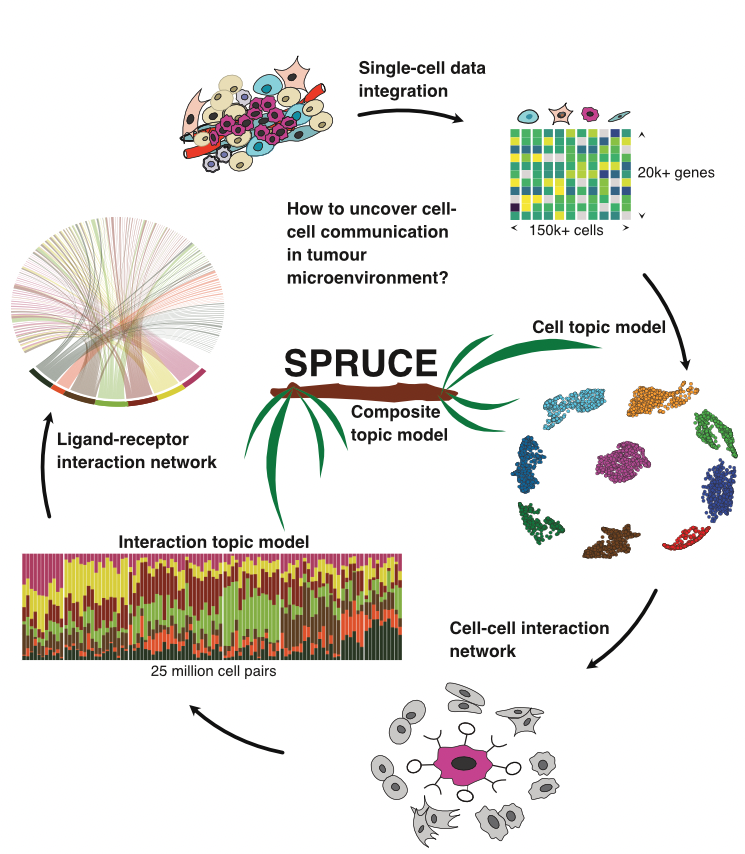 Single-cell data
integration
20k+ genes
150k+ cells
How to uncover cell-
cell communication
in tumour
microenvironment?
Cell topic model
SPRUCE
Composite
topic model
Ligand-receptor
interaction network
Interaction topic model
25 million cell pairs
Cell-cell interaction
network